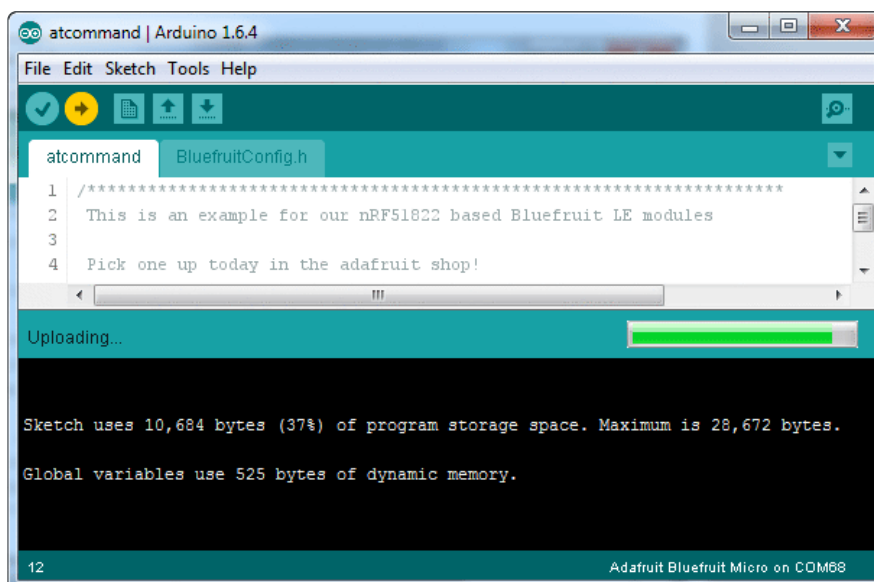 atcommand | Arduino 1.6.4
File Edit Sketch Tools Help
atcommand BluefruitConfig.h
1 /**********************************************************************
2 This is an example for our nRF51822 based Bluefruit LE modules
3
4 Pick one up today in the adafruit shop!
Uploading...
Sketch uses 10,684 bytes (37%) of program storage space. Maximum is 28,672 bytes.
Global variables use 525 bytes of dynamic memory.
12 Adafruit Bluefruit Micro on COM68